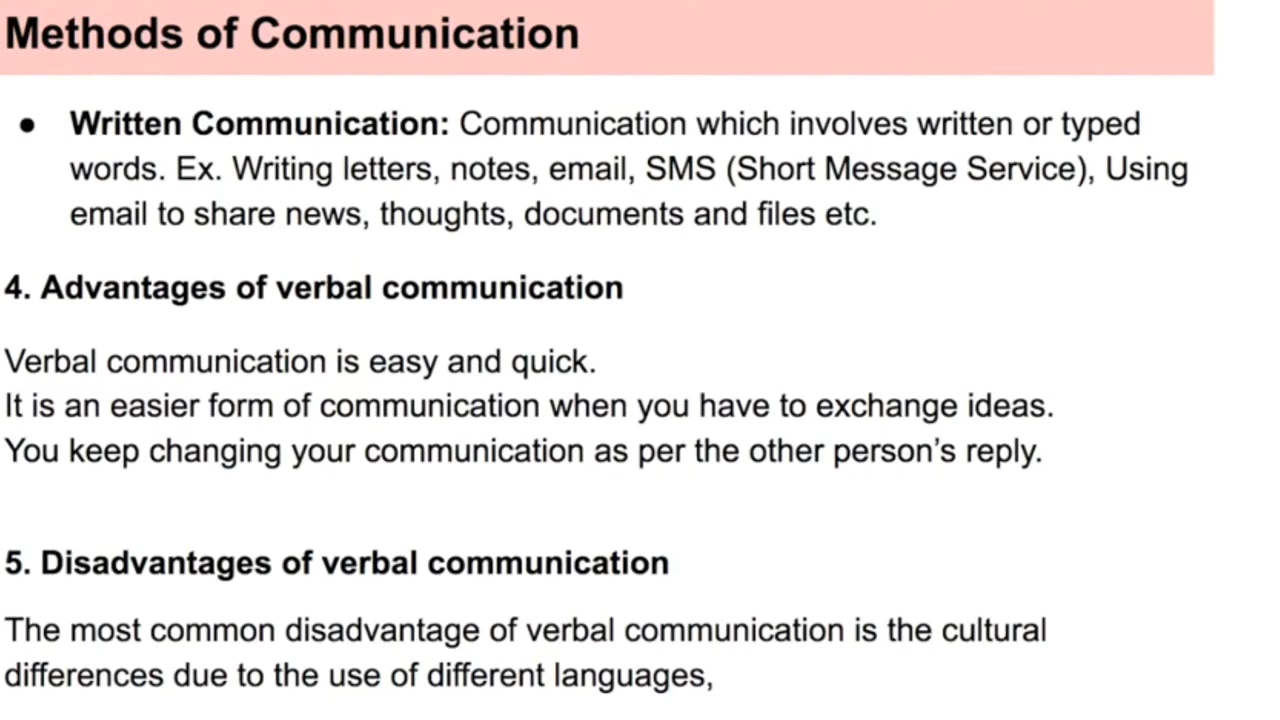 Methods of Communication
● Written Communication: Communication which involves written or typed
words. Ex. Writing letters, notes, email, SMS (Short Message Service), Using
email to share news, thoughts, documents and files etc.
4. Advantages of verbal communication
Verbal communication is easy and quick.
It is an easier form of communication when you have to exchange ideas.
You keep changing your communication as per the other person’s reply.
5. Disadvantages of verbal communication
The most common disadvantage of verbal communication is the cultural
differences due to the use of different languages,